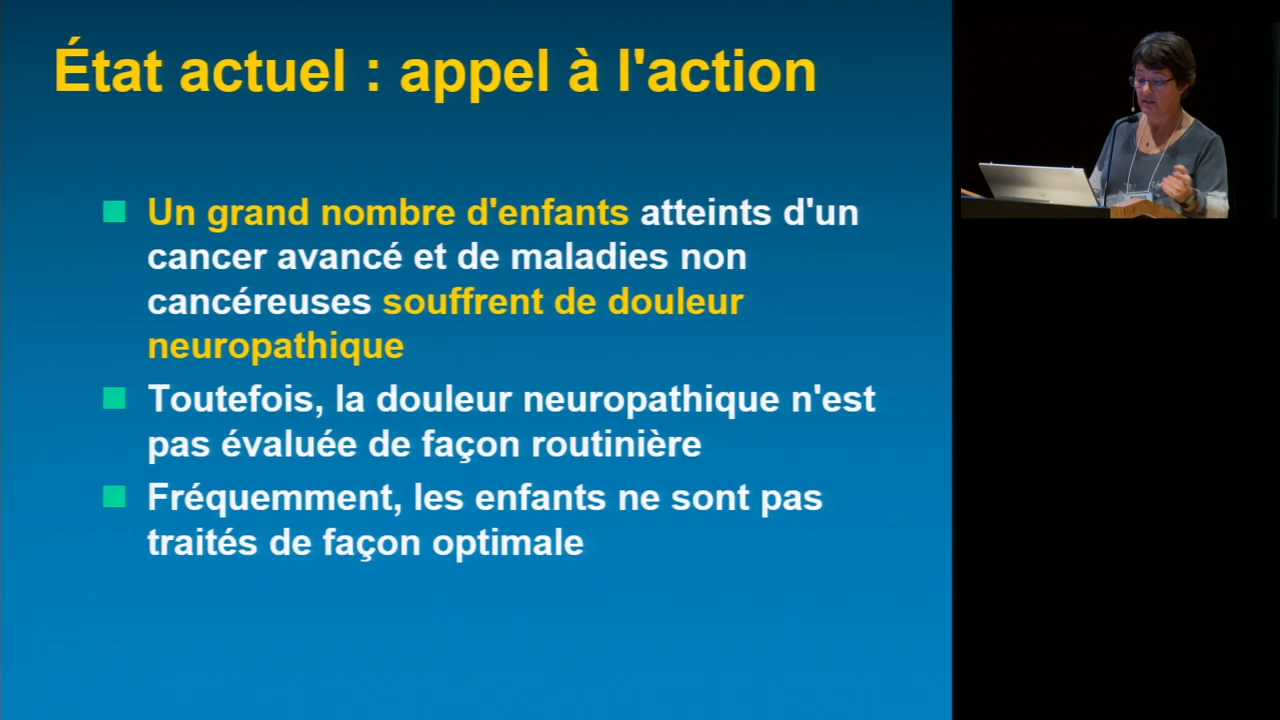 État actuel : appel à l'action
Un grand nombre d'enfants atteints d'un
cancer avancé et de maladies non
cancéreuses souffrent de douleur
neuropathique
Toutefois, la douleur neuropathique n'est
pas évaluée de façon routinière
Fréquemment, les enfants ne sont pas
traités de façon optimale